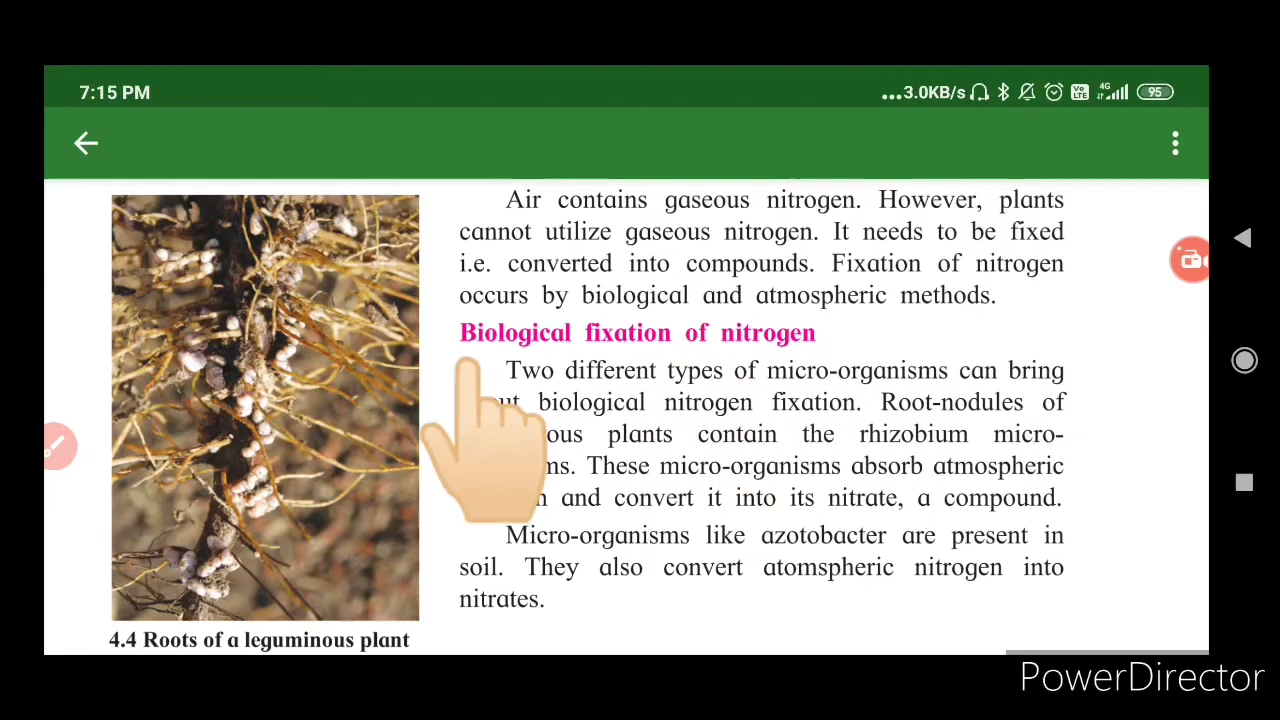 7:15 PM
...3.0KB/s
Vo LTE
4G
95
Air contains gaseous nitrogen. However, plants
cannot utilize gaseous nitrogen. It needs to be fixed
i.e. converted into compounds. Fixation of nitrogen
occurs by biological and atmospheric methods.
Biological fixation of nitrogen
Two different types of micro-organisms can bring
biological nitrogen fixation. Root-nodules of
ous plants contain the rhizobium micro-
ms. These micro-organisms absorb atmospheric
and convert it into its nitrate, a compound.
Micro-organisms like azotobacter are present in
soil. They also convert atomspheric nitrogen into
nitrates.
4.4 Roots of a leguminous plant
PowerDirector